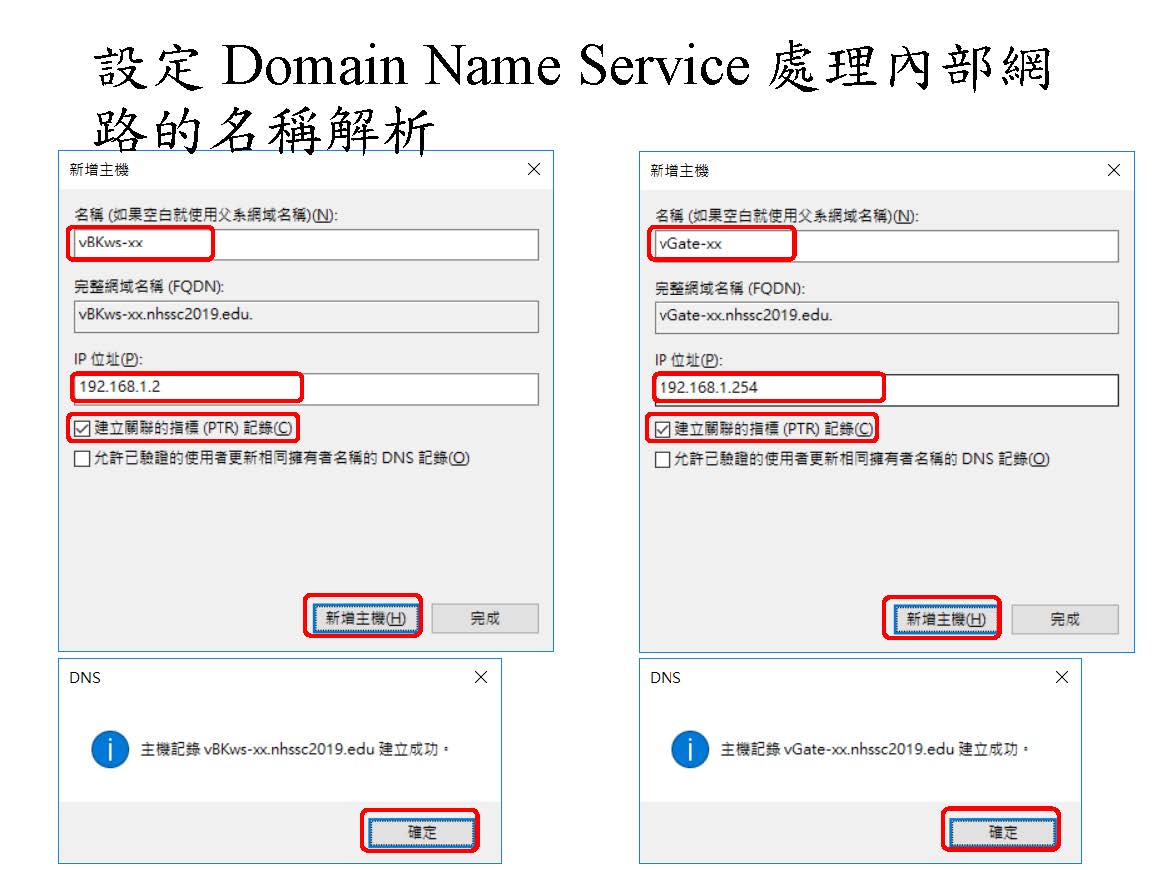 設定 Domain Name Service 處理內部網
路的名稱解析
新增主機
名稱 (如果空白就使用父系網域名稱)(N):
vBKws-xx
完整網域名稱 (FQDN):
vBKws-xx.nhssc2019.edu.
IP 位址(P):
192.168.1.2
建立關聯的指標 (PTR) 記錄(C)
允許已驗證的使用者更新相同擁有者名稱的 DNS 記錄(O)
新增主機(H)
完成
DNS
主機記錄 vBKws-xx.nhssc2019.edu 建立成功。
確定
新增主機
名稱 (如果空白就使用父系網域名稱)(N):
vGate-xx
完整網域名稱 (FQDN):
vGate-xx.nhssc2019.edu.
IP 位址(P):
192.168.1.254
建立關聯的指標 (PTR) 記錄(C)
允許已驗證的使用者更新相同擁有者名稱的 DNS 記錄(O)
新增主機(H)
完成
DNS
主機記錄 vGate-xx.nhssc2019.edu 建立成功。
確定